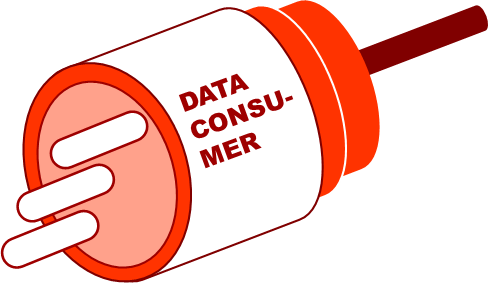 DATA
CONSU-
MER